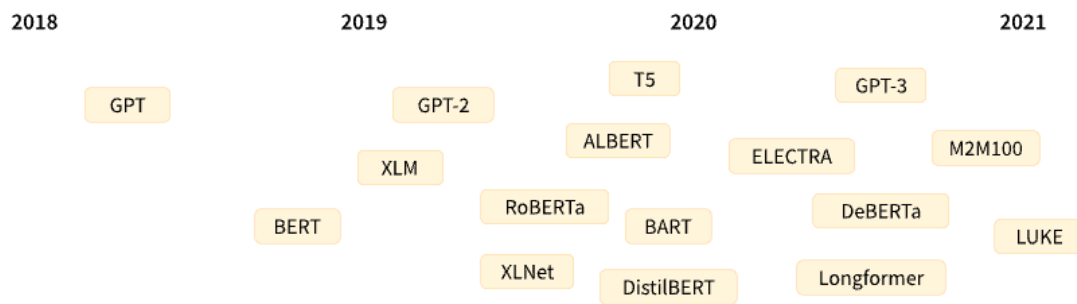 2018 2019 2020 2021
T5
GPT-3
GPT GPT-2
ALBERT
M2M100
ELECTRA
XLM
RoBERTa
DeBERTa
BERT BART
LUKE
XLNet
Longformer
DistilBERT